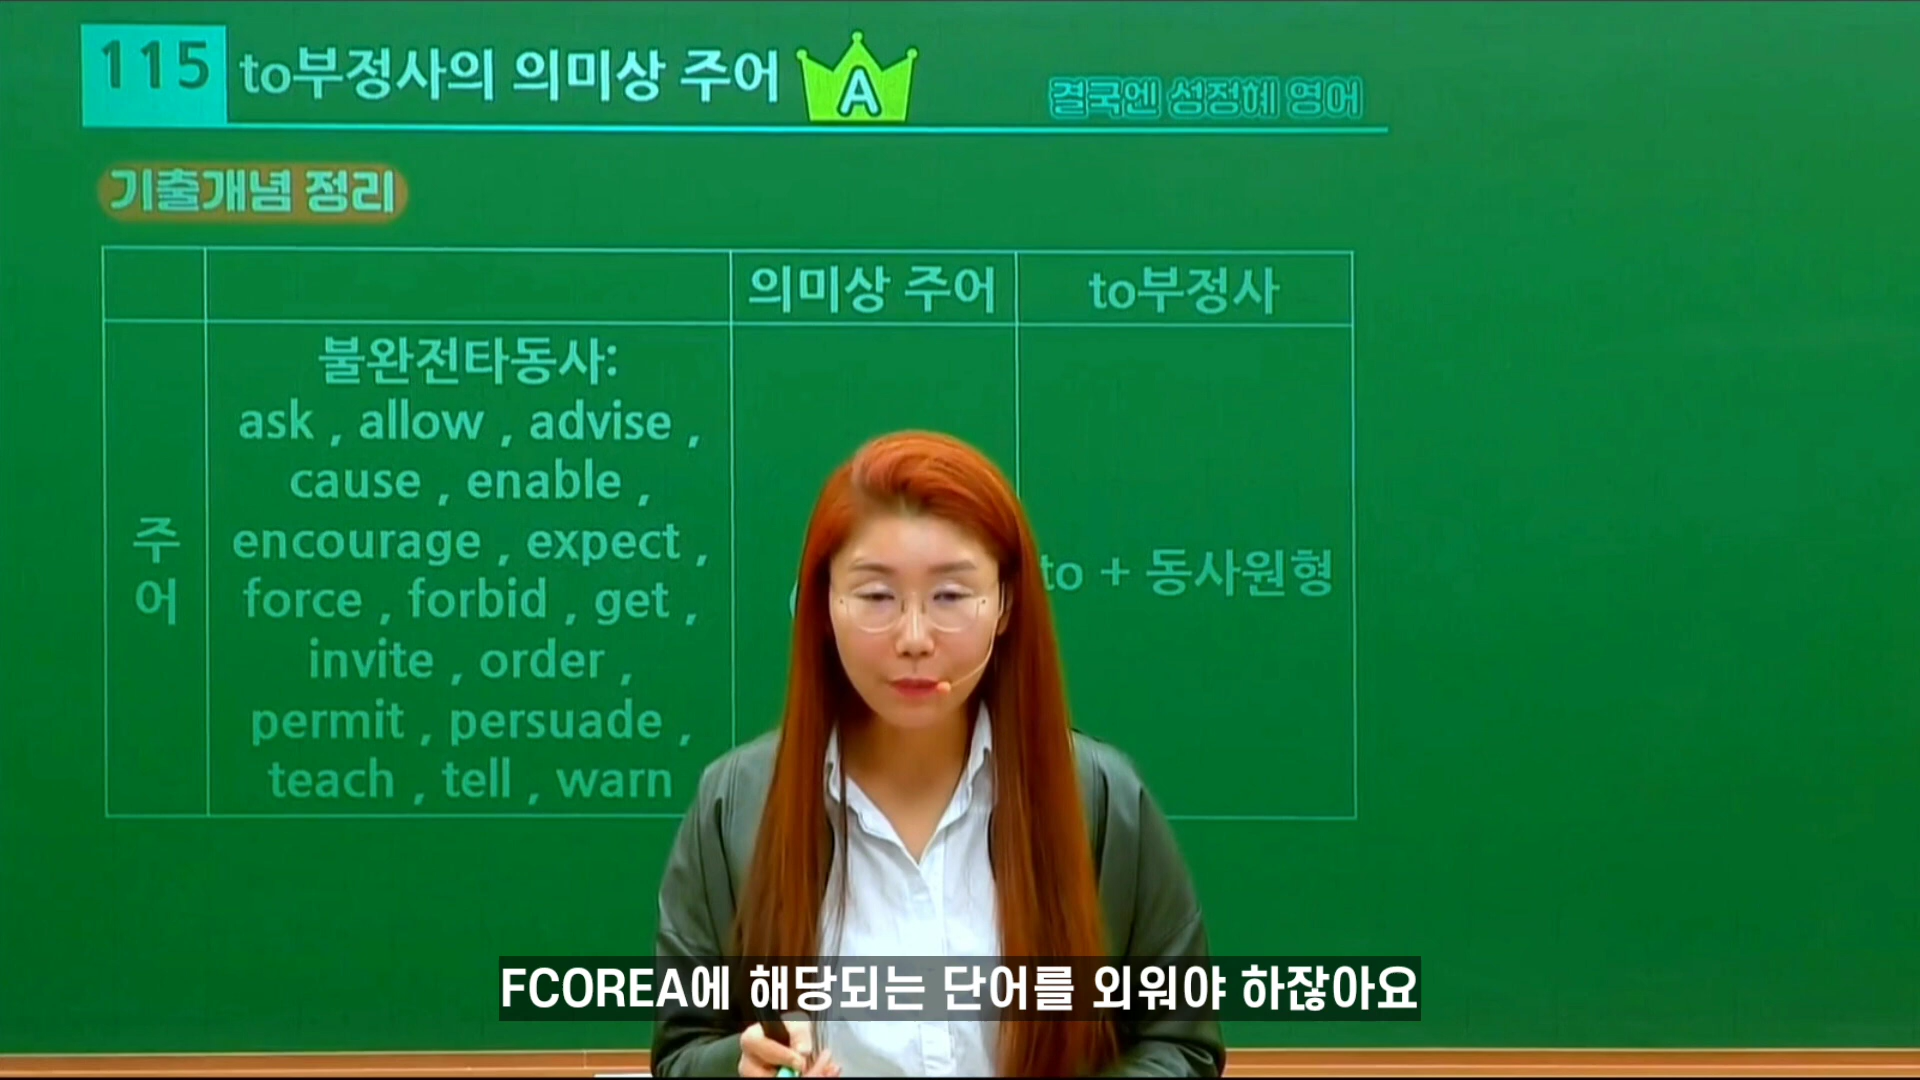 115 to부정사의 의미상 주어 A
결국엔 성정혜 영어
기출개념 정리
의미상 주어
to부정사
주어
불완전타동사:
ask , allow , advise ,
cause , enable ,
encourage , expect ,
force , forbid , get ,
invite , order ,
permit , persuade ,
teach , tell , warn
to + 동사원형
FCOREA에 해당되는 단어를 외워야 하잖아요